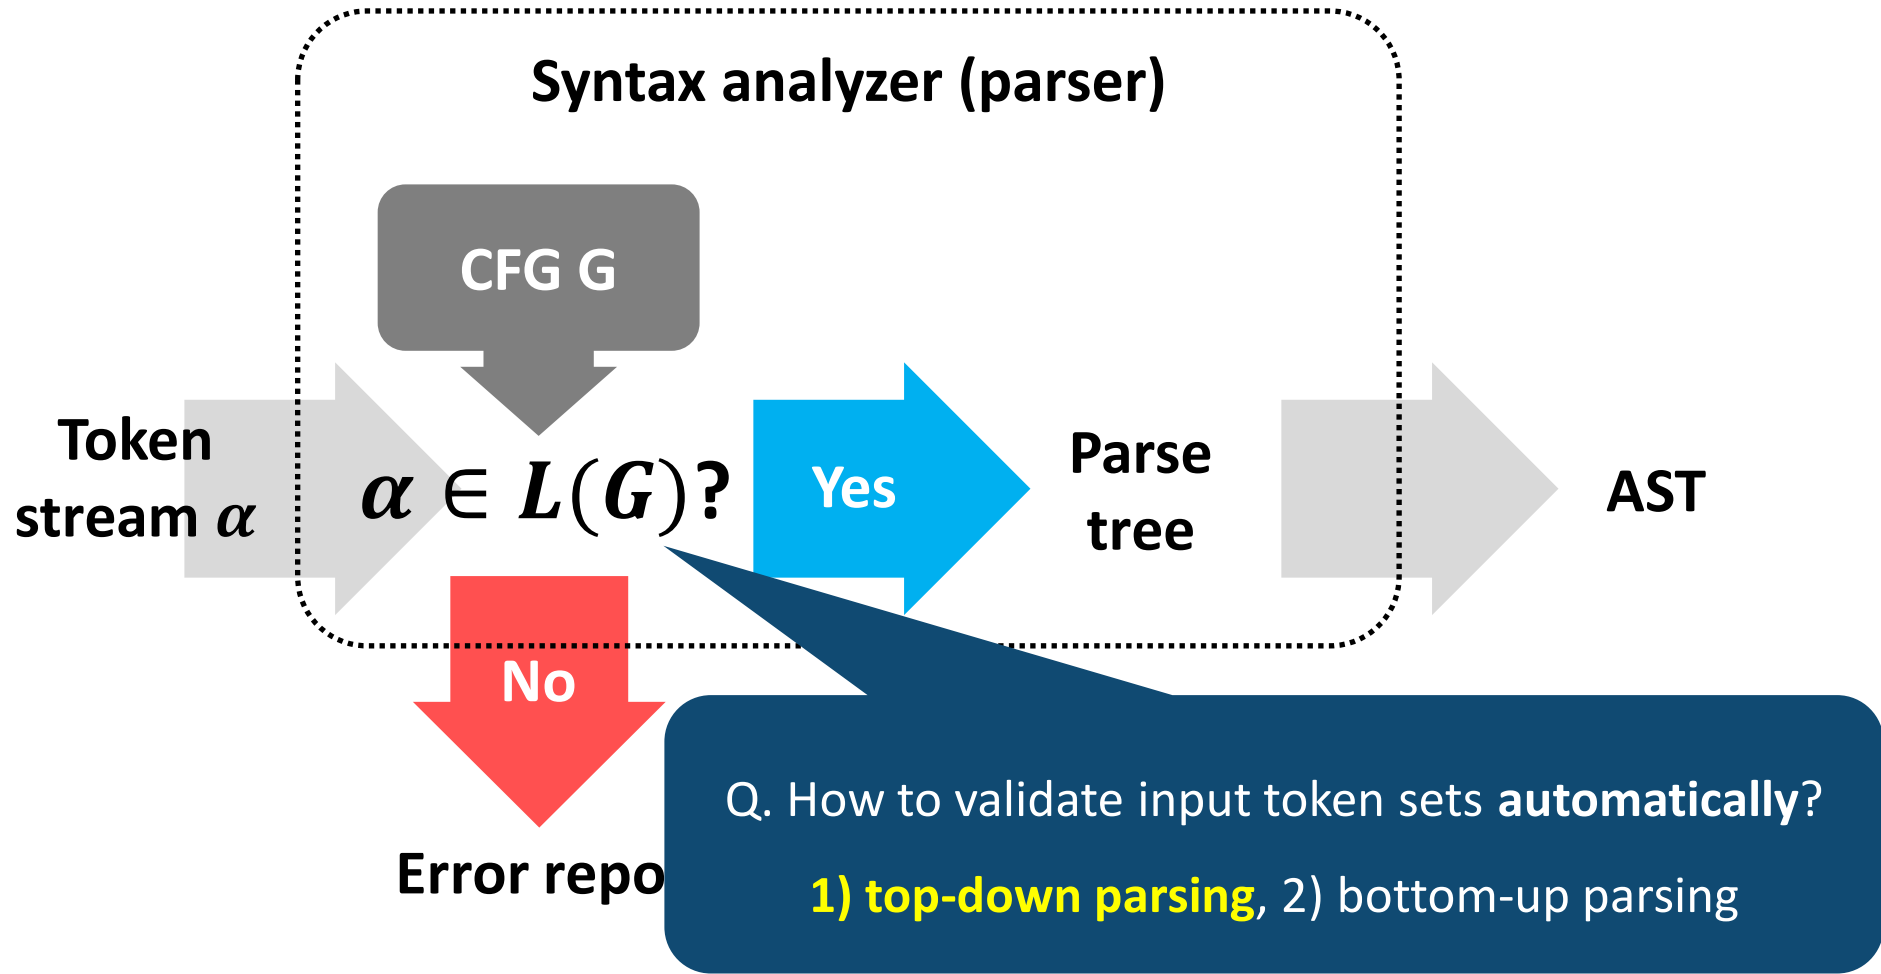 Syntax analyzer (parser)
CFG G
Token
stream α
α ∈ L(G)?
Yes
Parse
tree
AST
No
Error repo
Q. How to validate input token sets automatically?
1) top-down parsing, 2) bottom-up parsing